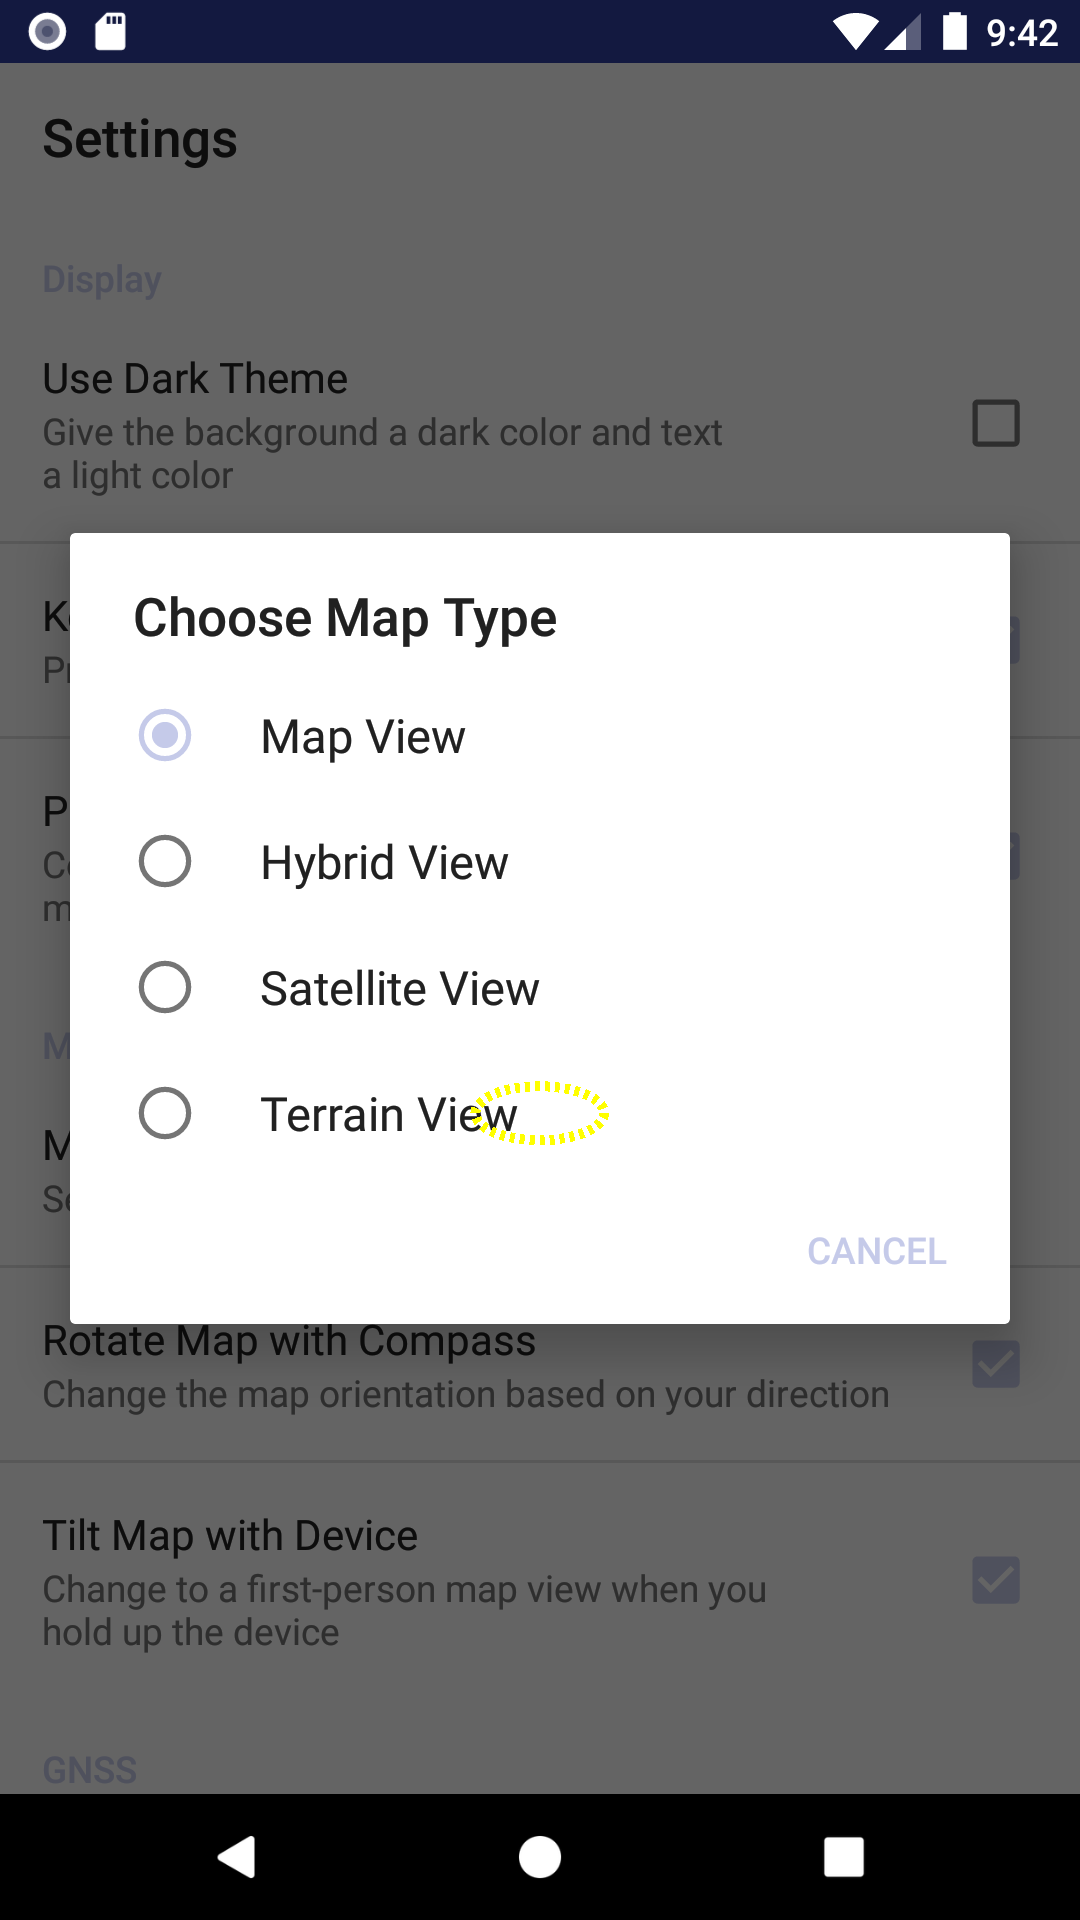 9:42
Settings
Display
Use Dark Theme
Give the background a dark color and text
a light color
Choose Map Type
Map View
Hybrid View
Satellite View
Terrain View
CANCEL
Rotate Map with Compass
Change the map orientation based on your direction
Tilt Map with Device
Change to a first-person map view when you
hold up the device
GNSS